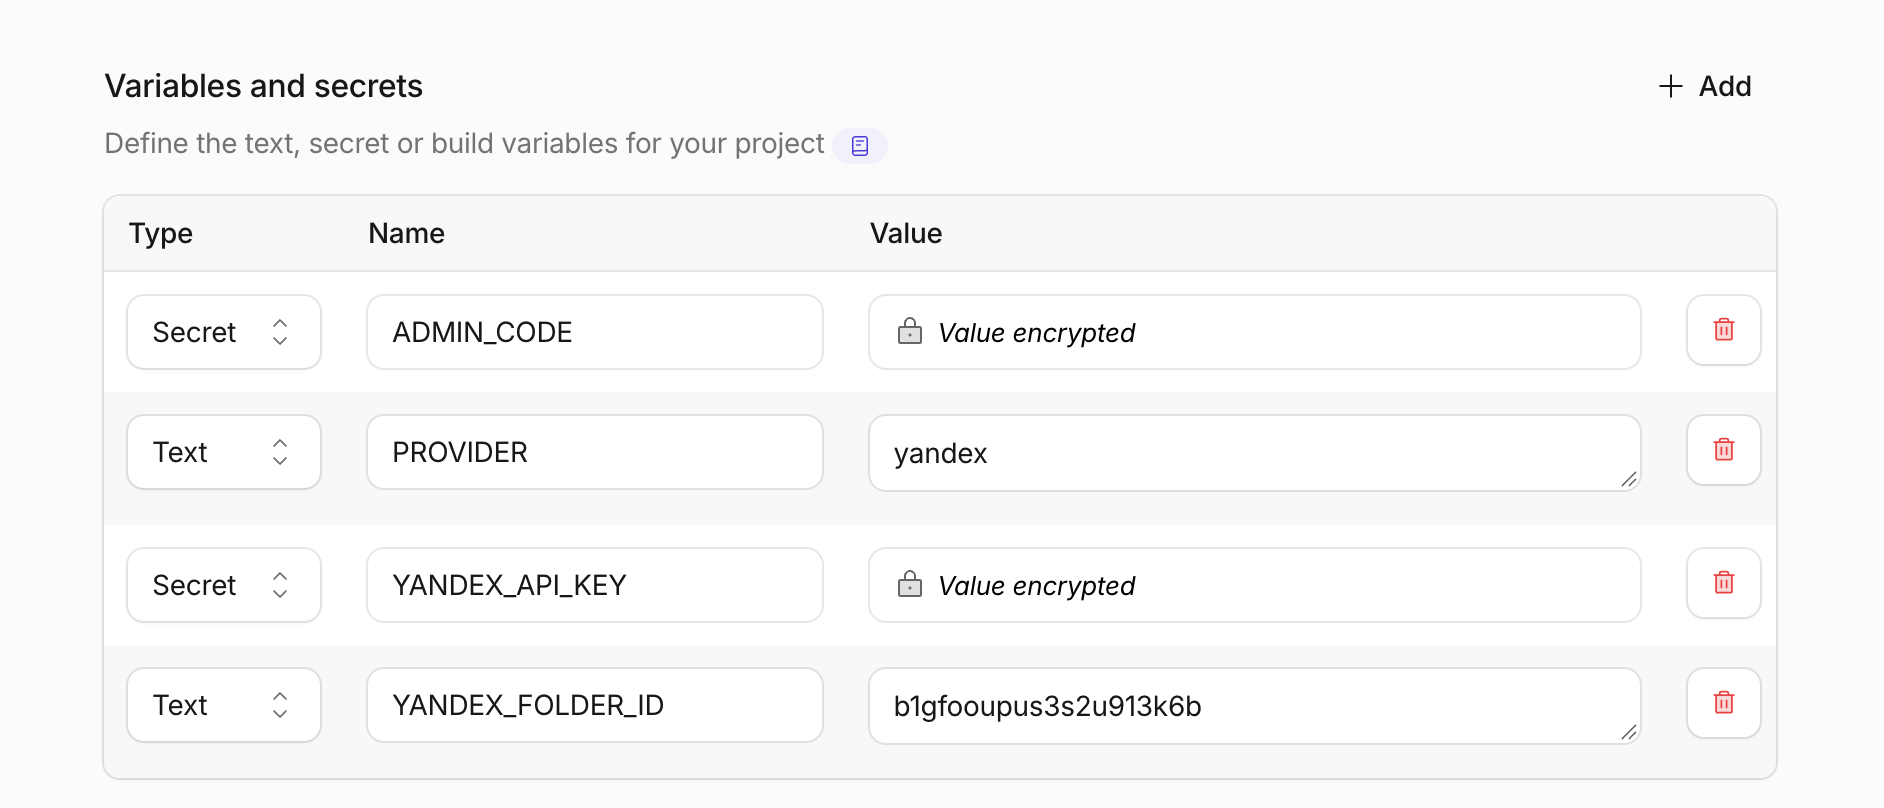 Variables and secrets
+ Add
Define the text, secret or build variables for your project
Type Name Value
Secret ADMIN_CODE Value encrypted
Text PROVIDER yandex
Secret YANDEX_API_KEY Value encrypted
Text YANDEX_FOLDER_ID b1gfooupus3s2u913k6b